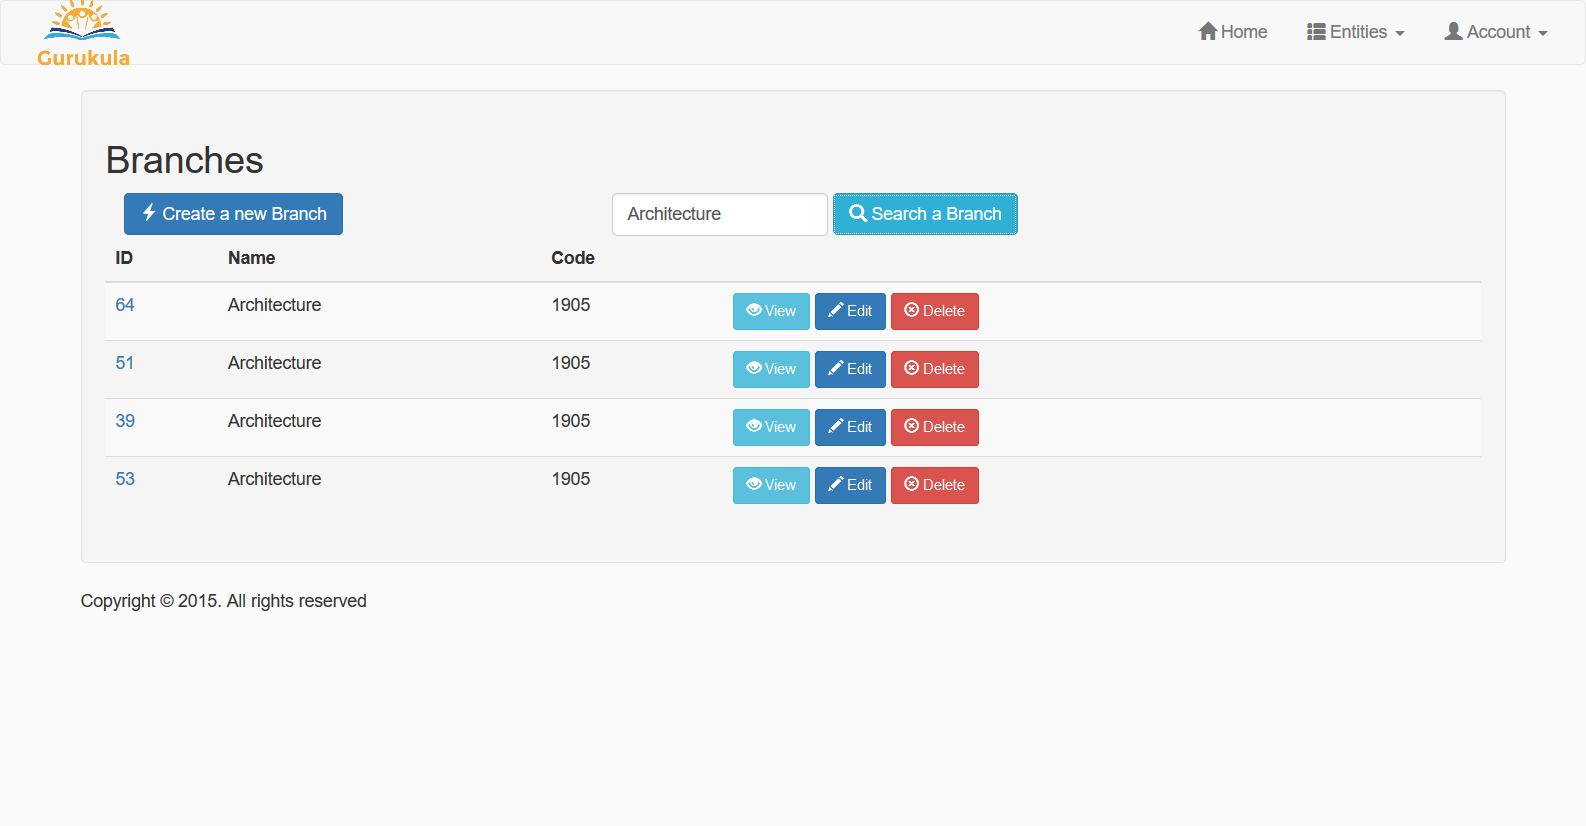 Gurukula
Home Entities Account
Branches
Create a new Branch Architecture Search a Branch
ID Name Code
64 Architecture 1905 View Edit Delete
51 Architecture 1905 View Edit Delete
39 Architecture 1905 View Edit Delete
53 Architecture 1905 View Edit Delete
Copyright © 2015. All rights reserved